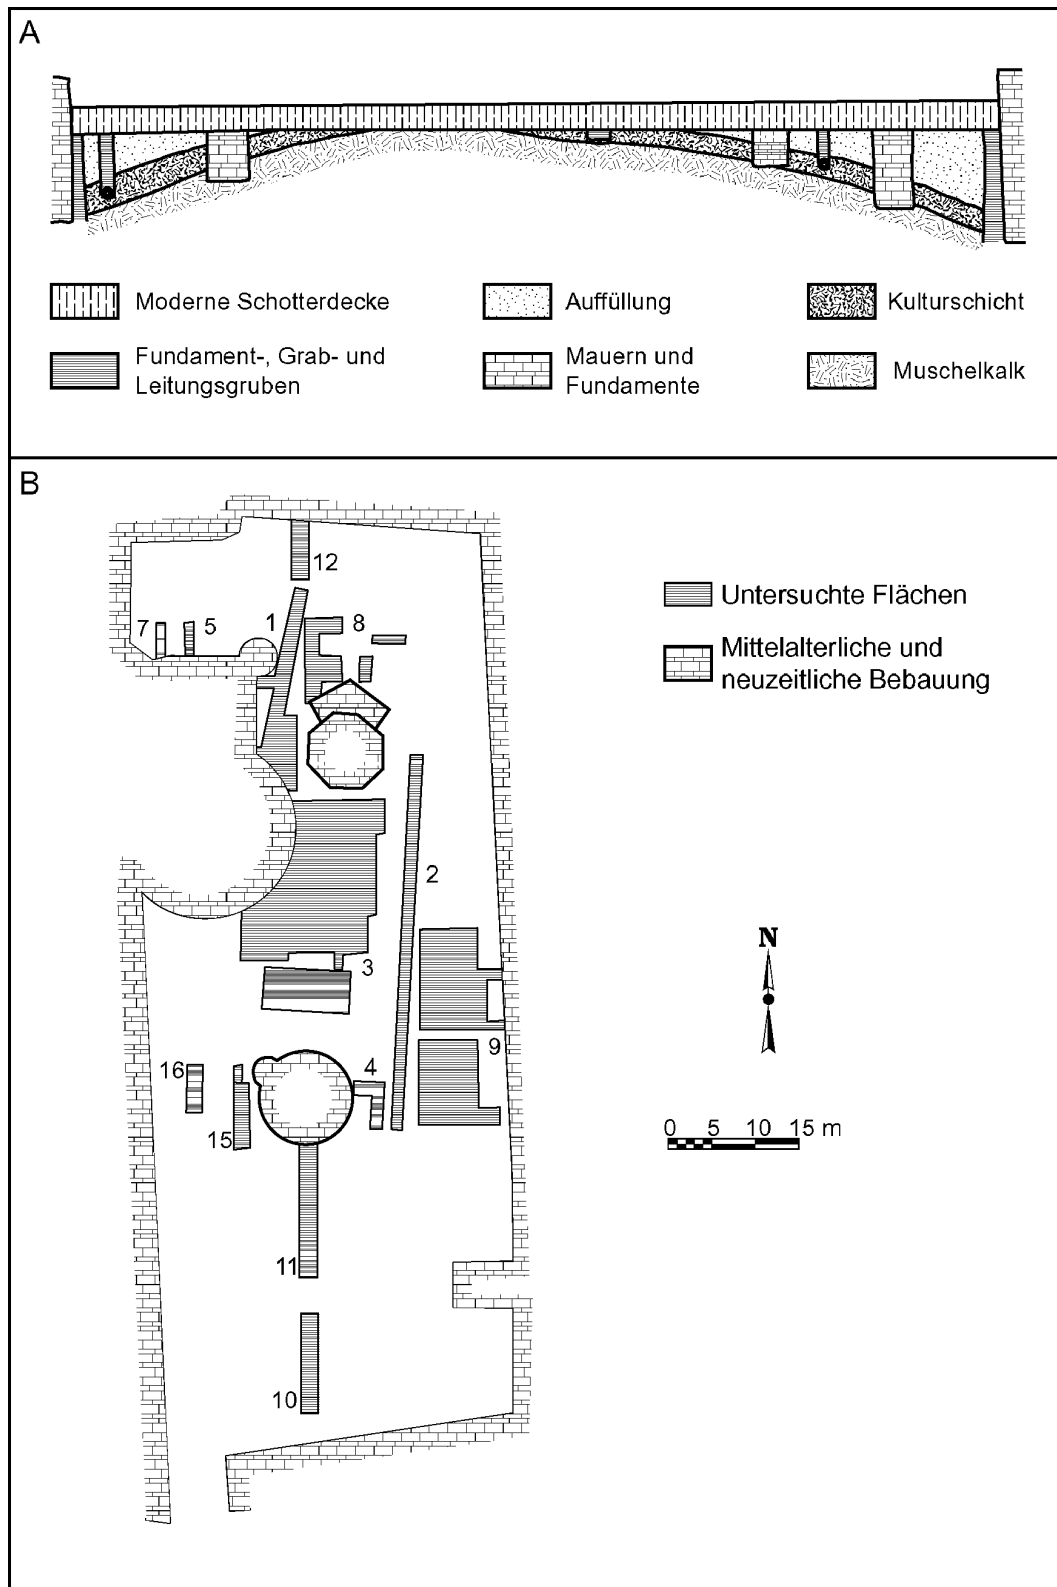 A
Moderne Schotterdecke
Auffüllung
Kulturschicht
Fundament-, Grab- und
Leitungsgruben
Mauern und
Fundamente
Muschelkalk
B
12
7
5
1
8
Untersuchte Flächen
Mittelalterliche und
neuzeitliche Bebauung
2
3
N
9
16
4
15
0 5 10 15 m
11
10